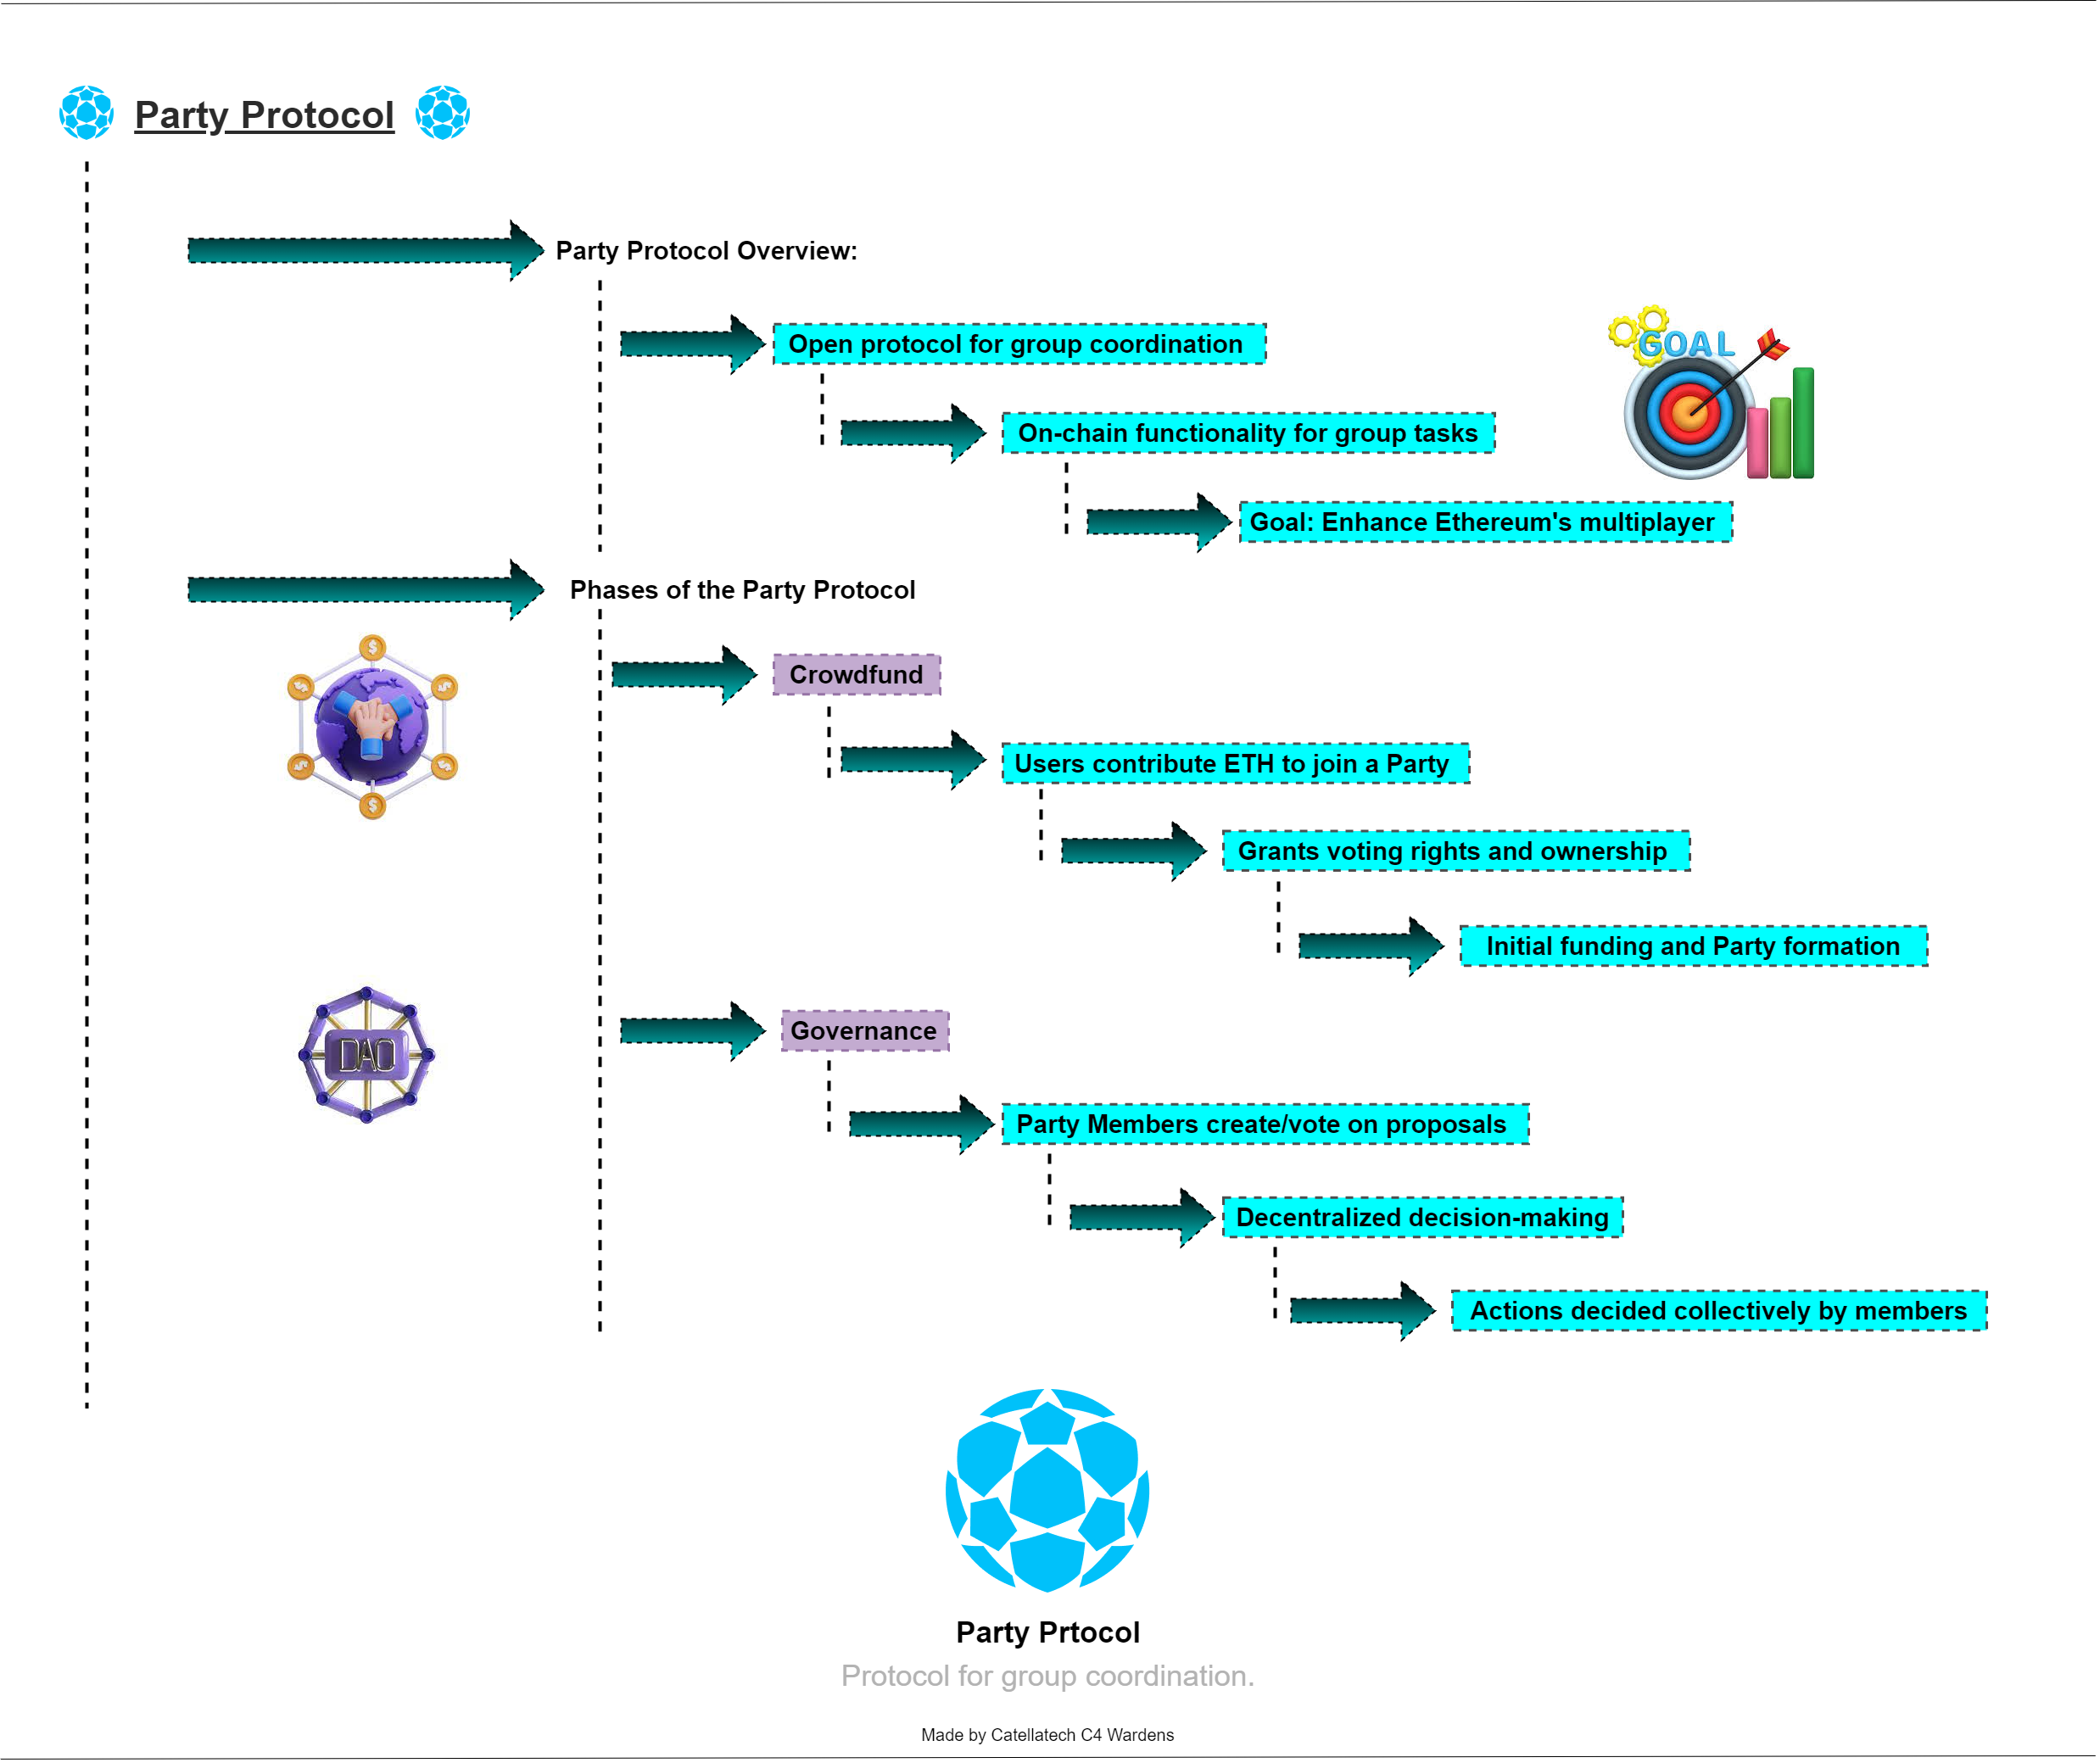 Party Protocol
Party Protocol Overview:
Open protocol for group coordination
GOAL
On-chain functionality for group tasks
Goal: Enhance Ethereum's multiplayer
Phases of the Party Protocol
Crowdfund
Users contribute ETH to join a Party
Grants voting rights and ownership
Initial funding and Party formation
Governance
DAO
Party Members create/vote on proposals
Decentralized decision-making
Actions decided collectively by members
Party Prtocol
Protocol for group coordination.
Made by Catellatech C4 Wardens